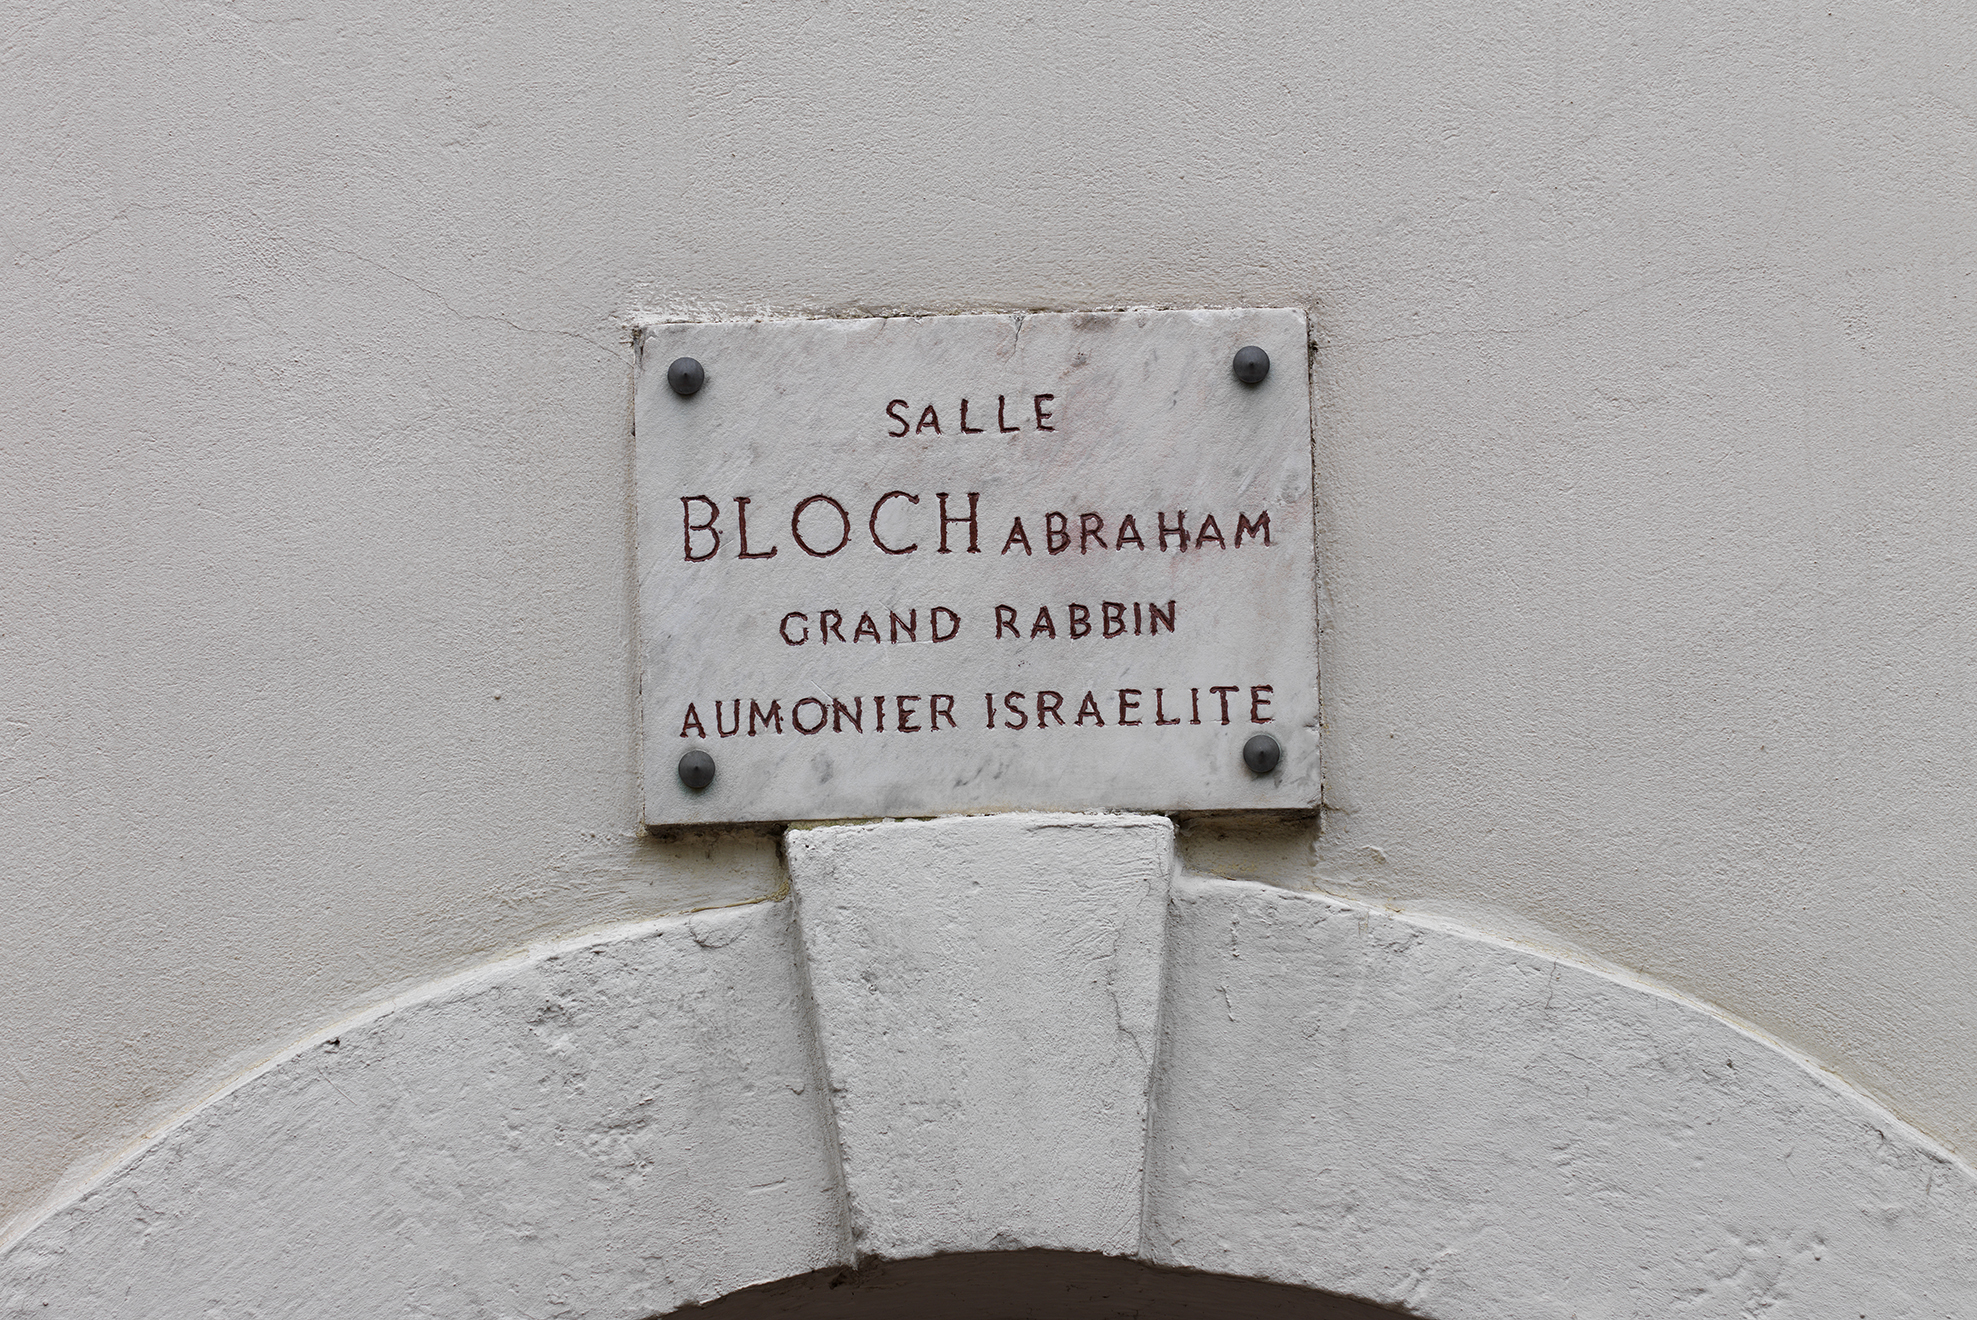 SALLE
BLOCH ABRAHAM
GRAND RABBIN
AUMONIER ISRAELITE